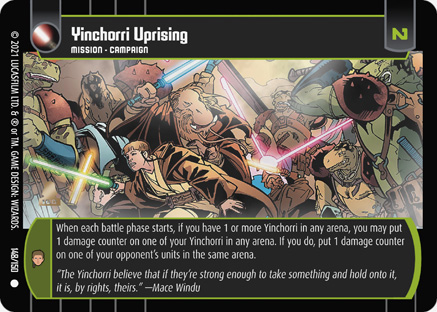 Yinchorri Uprising
MISSION • CAMPAIGN
N
When each battle phase starts, if you have 1 or more Yinchorri in any arena, you may put
1 damage counter on one of your Yinchorri in any arena. If you do, put 1 damage counter
on one of your opponent's units in the same arena.
"The Yinchorri believe that if they're strong enough to take something and hold onto it,
it is, by rights, theirs." —Mace Windu
© 2021 LUCASFILM LTD. & ® or TM. GAME DESIGN: WIZARDS.
148/150